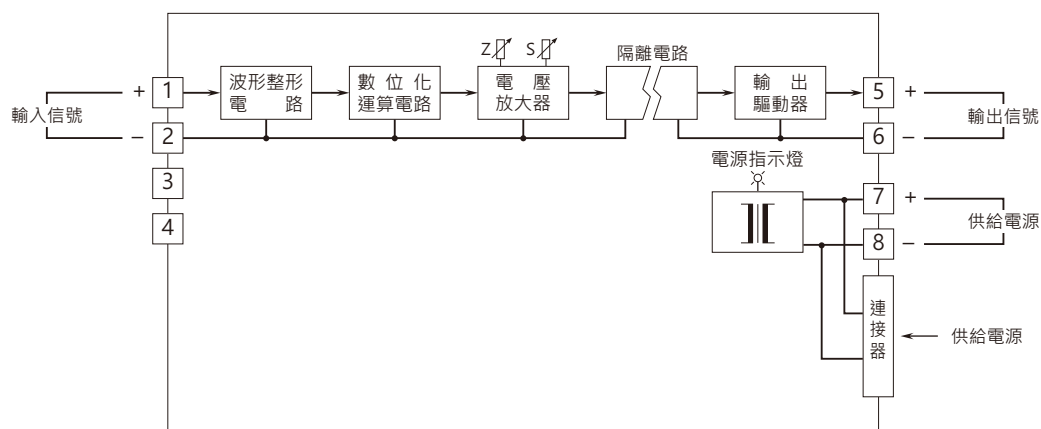 Z S
隔離電路
輸入信號
+ 1
波形整形
電路
數位化
運算電路
電壓
放大器
輸出
驅動器
5 +
− 2
6 −
輸出信號
3
4
電源指示燈
7 +
8 −
供給電源
連接器
供給電源